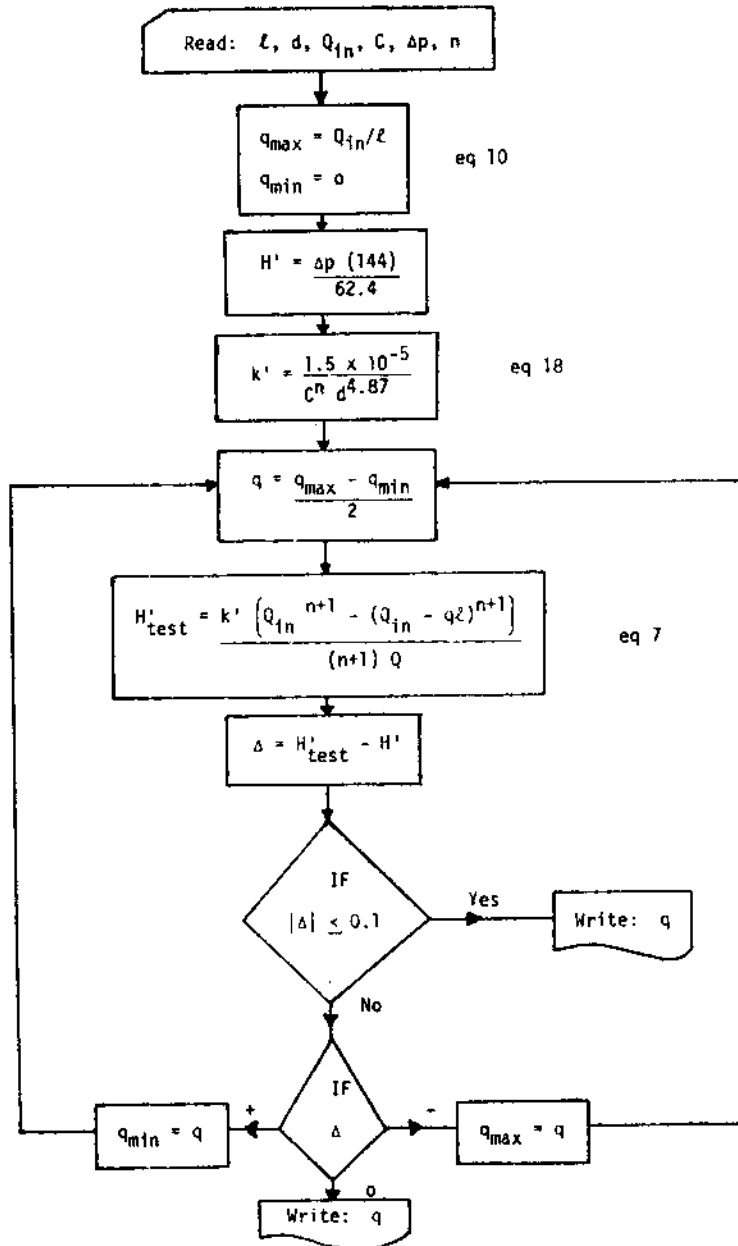 Read: ℓ, d, Q_in, C, Δp, n
q_max = Q_in/ℓ
q_min = o
eq 10
H' = Δp (144) / 62.4
k' = 1.5 x 10^-5 / C^n d^4.87
eq 18
q = q_max - q_min / 2
H'_test = k' (Q_in^n+1 - (Q_in - qℓ)^n+1) / (n+1) Q
eq 7
Δ = H'_test - H'
IF
|Δ| ≤ 0.1
Yes
Write: q
No
IF
Δ
+
-
q_min = q
q_max = q
o
Write: q